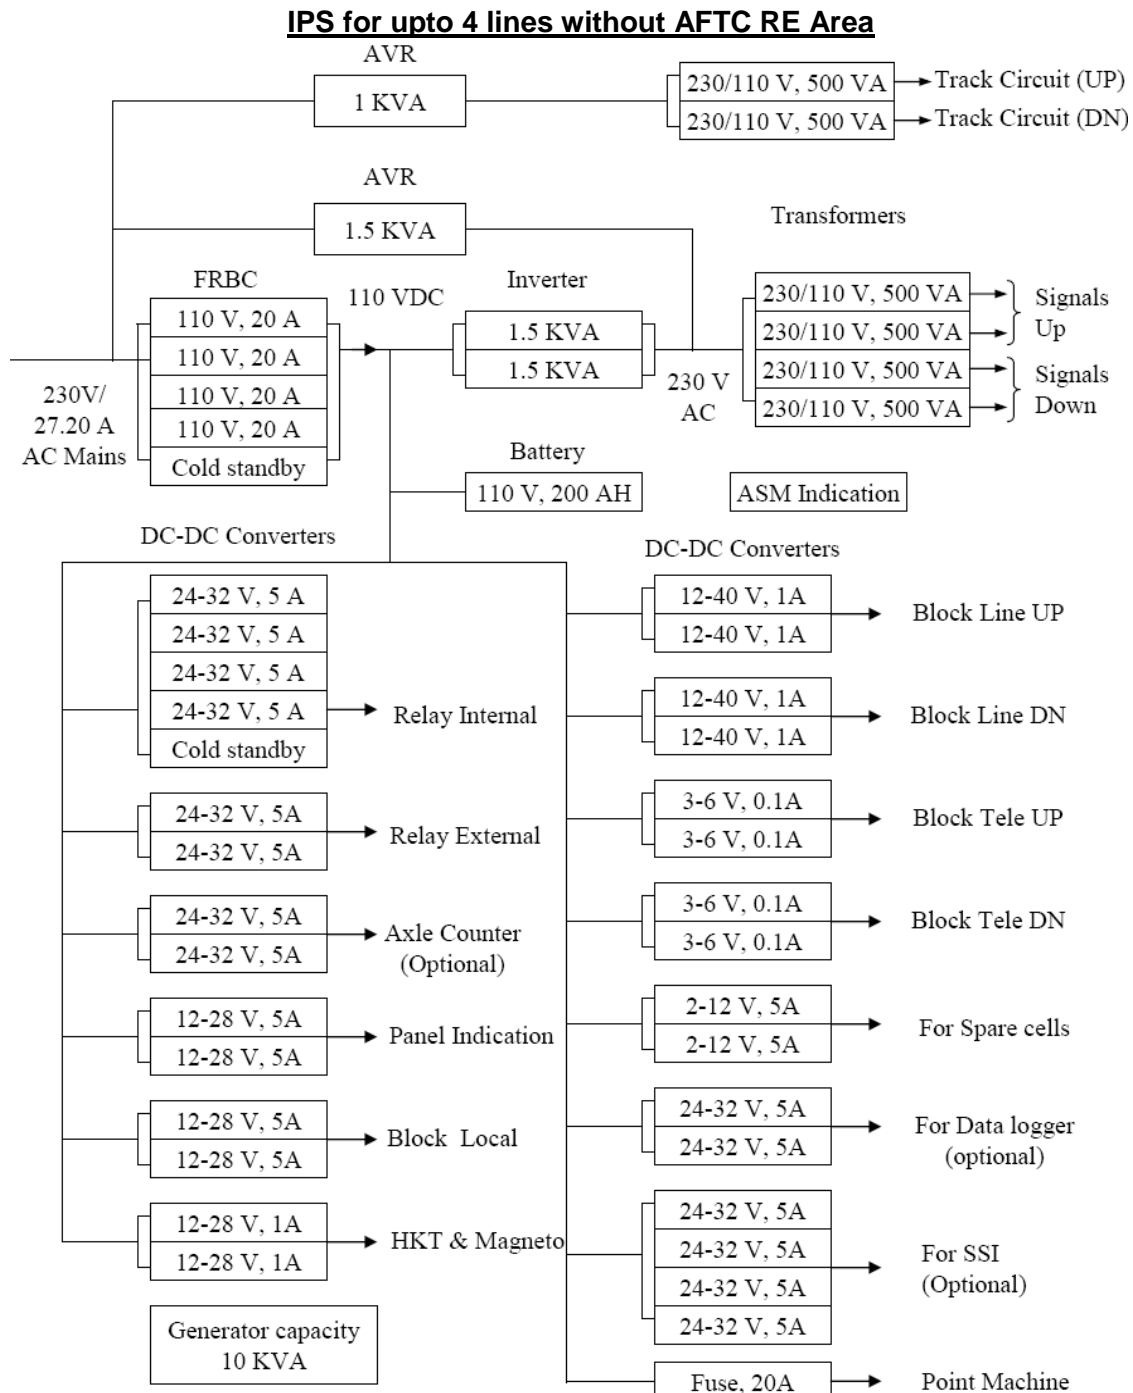 IPS for upto 4 lines without AFTC RE Area
AVR
1 KVA
230/110 V, 500 VA
Track Circuit (UP)
230/110 V, 500 VA
Track Circuit (DN)
AVR
1.5 KVA
Transformers
FRBC
110 VDC
Inverter
110 V, 20 A
110 V, 20 A
110 V, 20 A
110 V, 20 A
Cold standby
230V/
27.20 A
AC Mains
1.5 KVA
1.5 KVA
230 V
AC
230/110 V, 500 VA
230/110 V, 500 VA
230/110 V, 500 VA
230/110 V, 500 VA
Signals
Up
Signals
Down
Battery
110 V, 200 AH
ASM Indication
DC-DC Converters
24-32 V, 5 A
24-32 V, 5 A
24-32 V, 5 A
24-32 V, 5 A
Cold standby
Relay Internal
24-32 V, 5A
24-32 V, 5A
Relay External
24-32 V, 5A
24-32 V, 5A
Axle Counter
(Optional)
12-28 V, 5A
12-28 V, 5A
Panel Indication
12-28 V, 5A
12-28 V, 5A
Block Local
12-28 V, 1A
12-28 V, 1A
HKT & Magneto
Generator capacity
10 KVA
DC-DC Converters
12-40 V, 1A
12-40 V, 1A
Block Line UP
12-40 V, 1A
12-40 V, 1A
Block Line DN
3-6 V, 0.1A
3-6 V, 0.1A
Block Tele UP
3-6 V, 0.1A
3-6 V, 0.1A
Block Tele DN
2-12 V, 5A
2-12 V, 5A
For Spare cells
24-32 V, 5A
24-32 V, 5A
For Data logger
(optional)
24-32 V, 5A
24-32 V, 5A
24-32 V, 5A
24-32 V, 5A
For SSI
(Optional)
Fuse, 20A
Point Machine